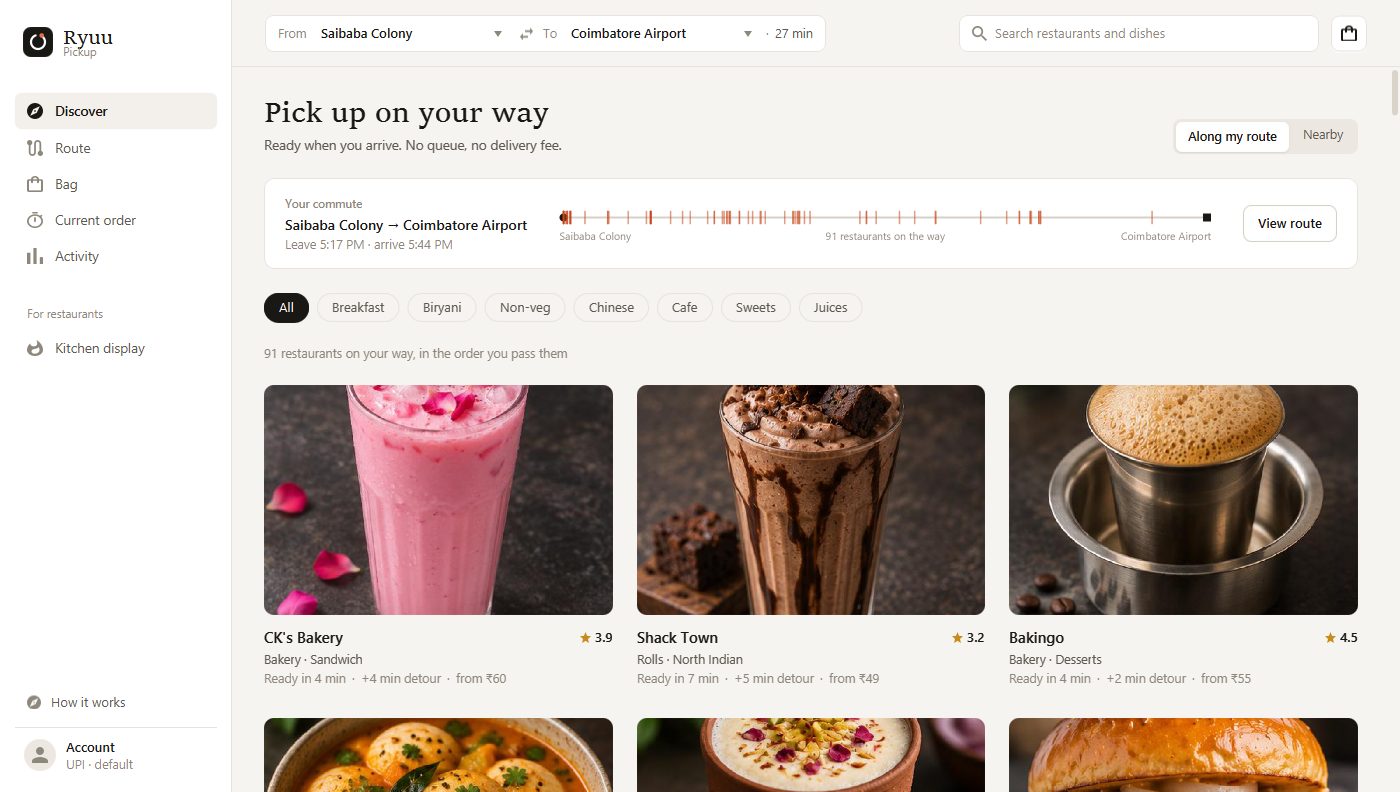 Ryuu
Pickup
From Saibaba Colony To Coimbatore Airport · 27 min
Search restaurants and dishes
Discover
Route
Bag
Current order
Activity
For restaurants
Kitchen display
How it works
Account
UPI · default
Pick up on your way
Ready when you arrive. No queue, no delivery fee.
Along my route Nearby
Your commute
Saibaba Colony → Coimbatore Airport
Leave 5:17 PM · arrive 5:44 PM
Saibaba Colony 91 restaurants on the way Coimbatore Airport
View route
All Breakfast Biryani Non-veg Chinese Cafe Sweets Juices
91 restaurants on your way, in the order you pass them
CK's Bakery 3.9
Bakery · Sandwich
Ready in 4 min · +4 min detour · from ₹60
Shack Town 3.2
Rolls · North Indian
Ready in 7 min · +5 min detour · from ₹49
Bakingo 4.5
Bakery · Desserts
Ready in 4 min · +2 min detour · from ₹55